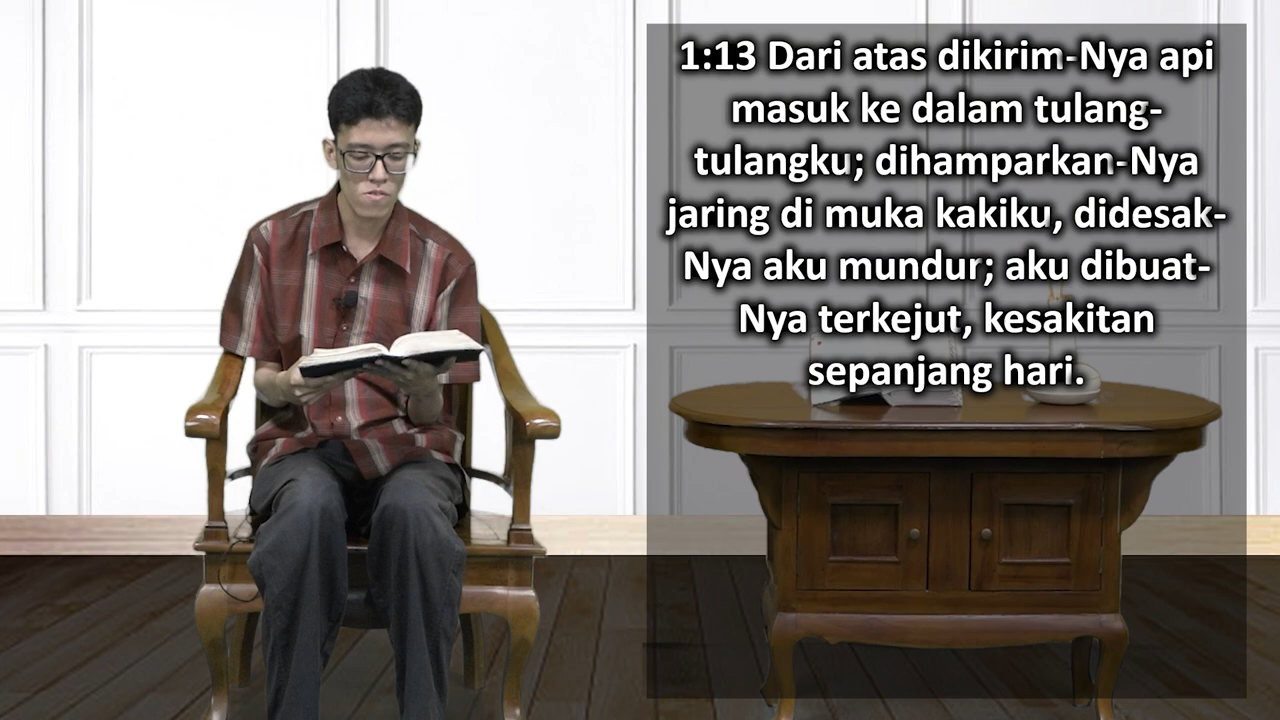 1:13 Dari atas dikirim-Nya api
masuk ke dalam tulang-
tulangku; dihamparkan-Nya
jaring di muka kakiku, didesak-
Nya aku mundur; aku dibuat-
Nya terkejut, kesakitan
sepanjang hari.